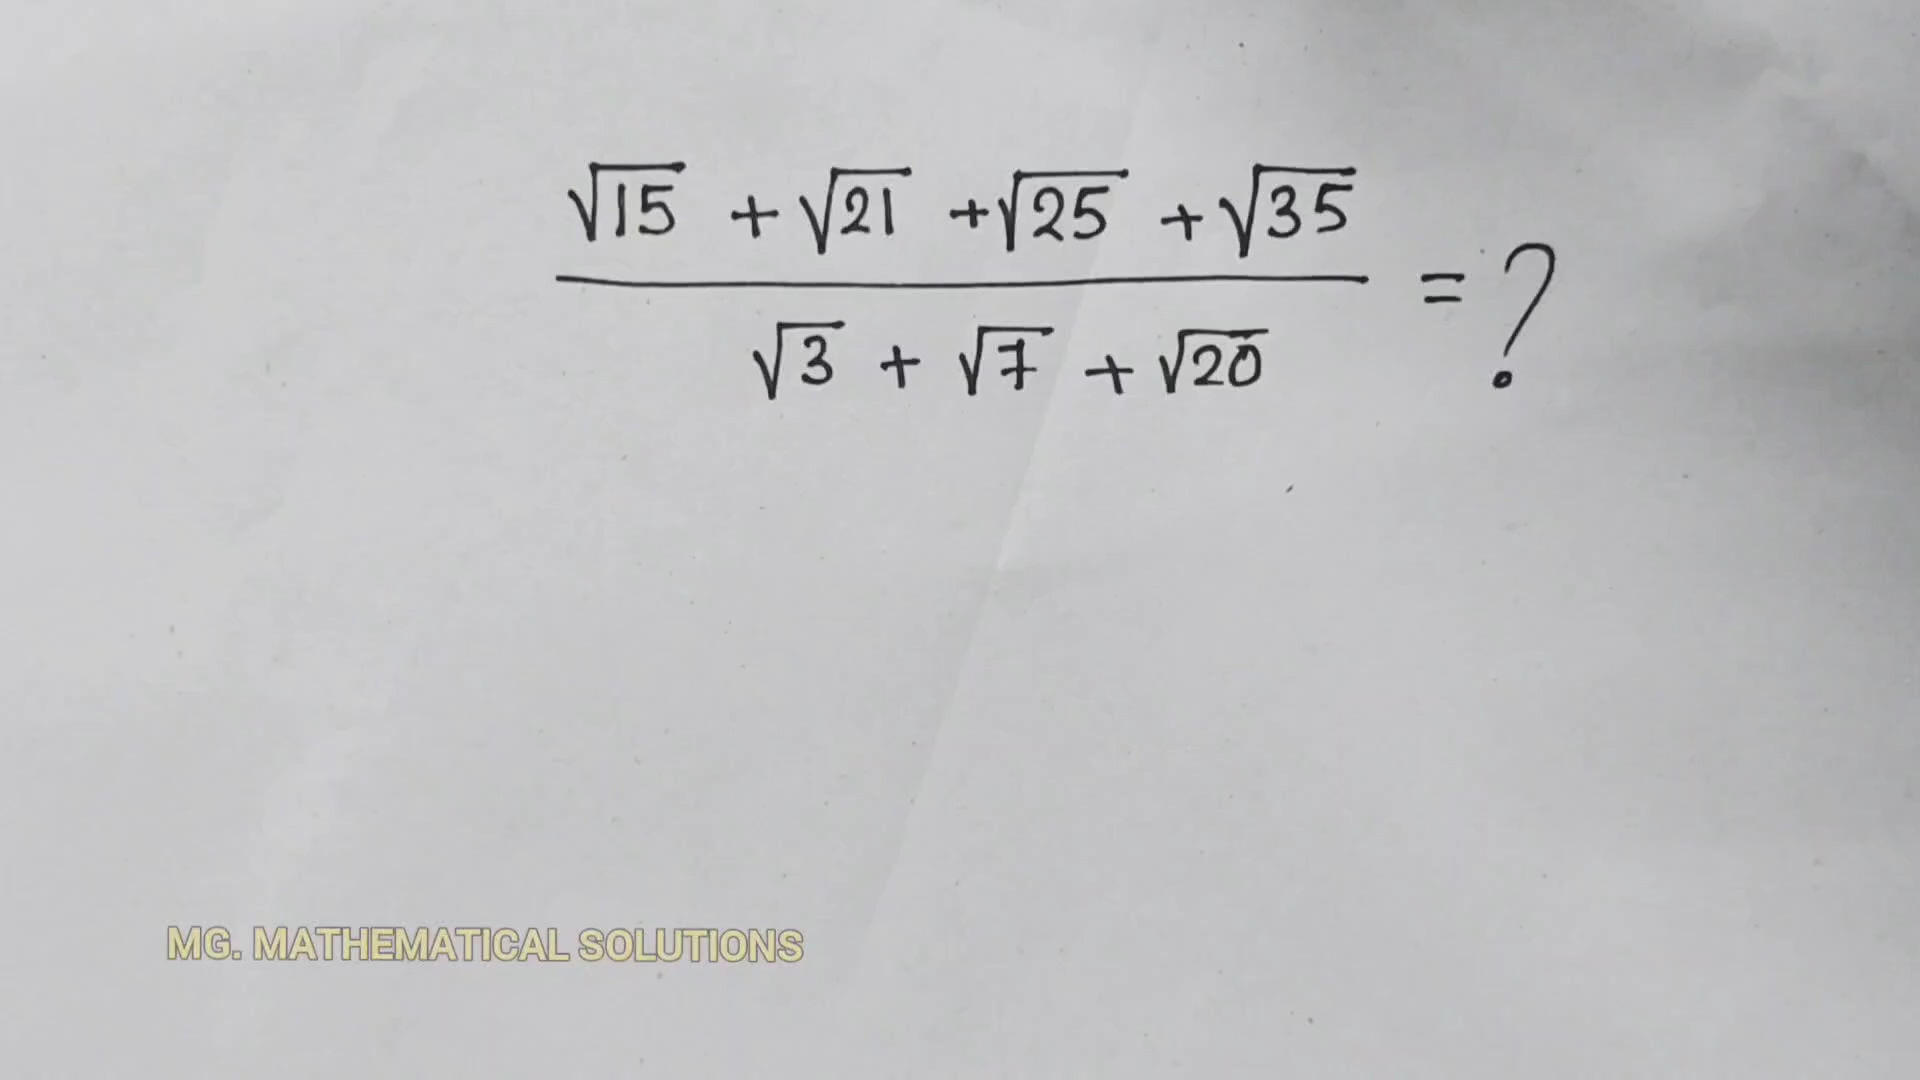 √15 + √21 + √25 + √35
= ?
√3 + √7 + √20
MG. MATHEMATICAL SOLUTIONS